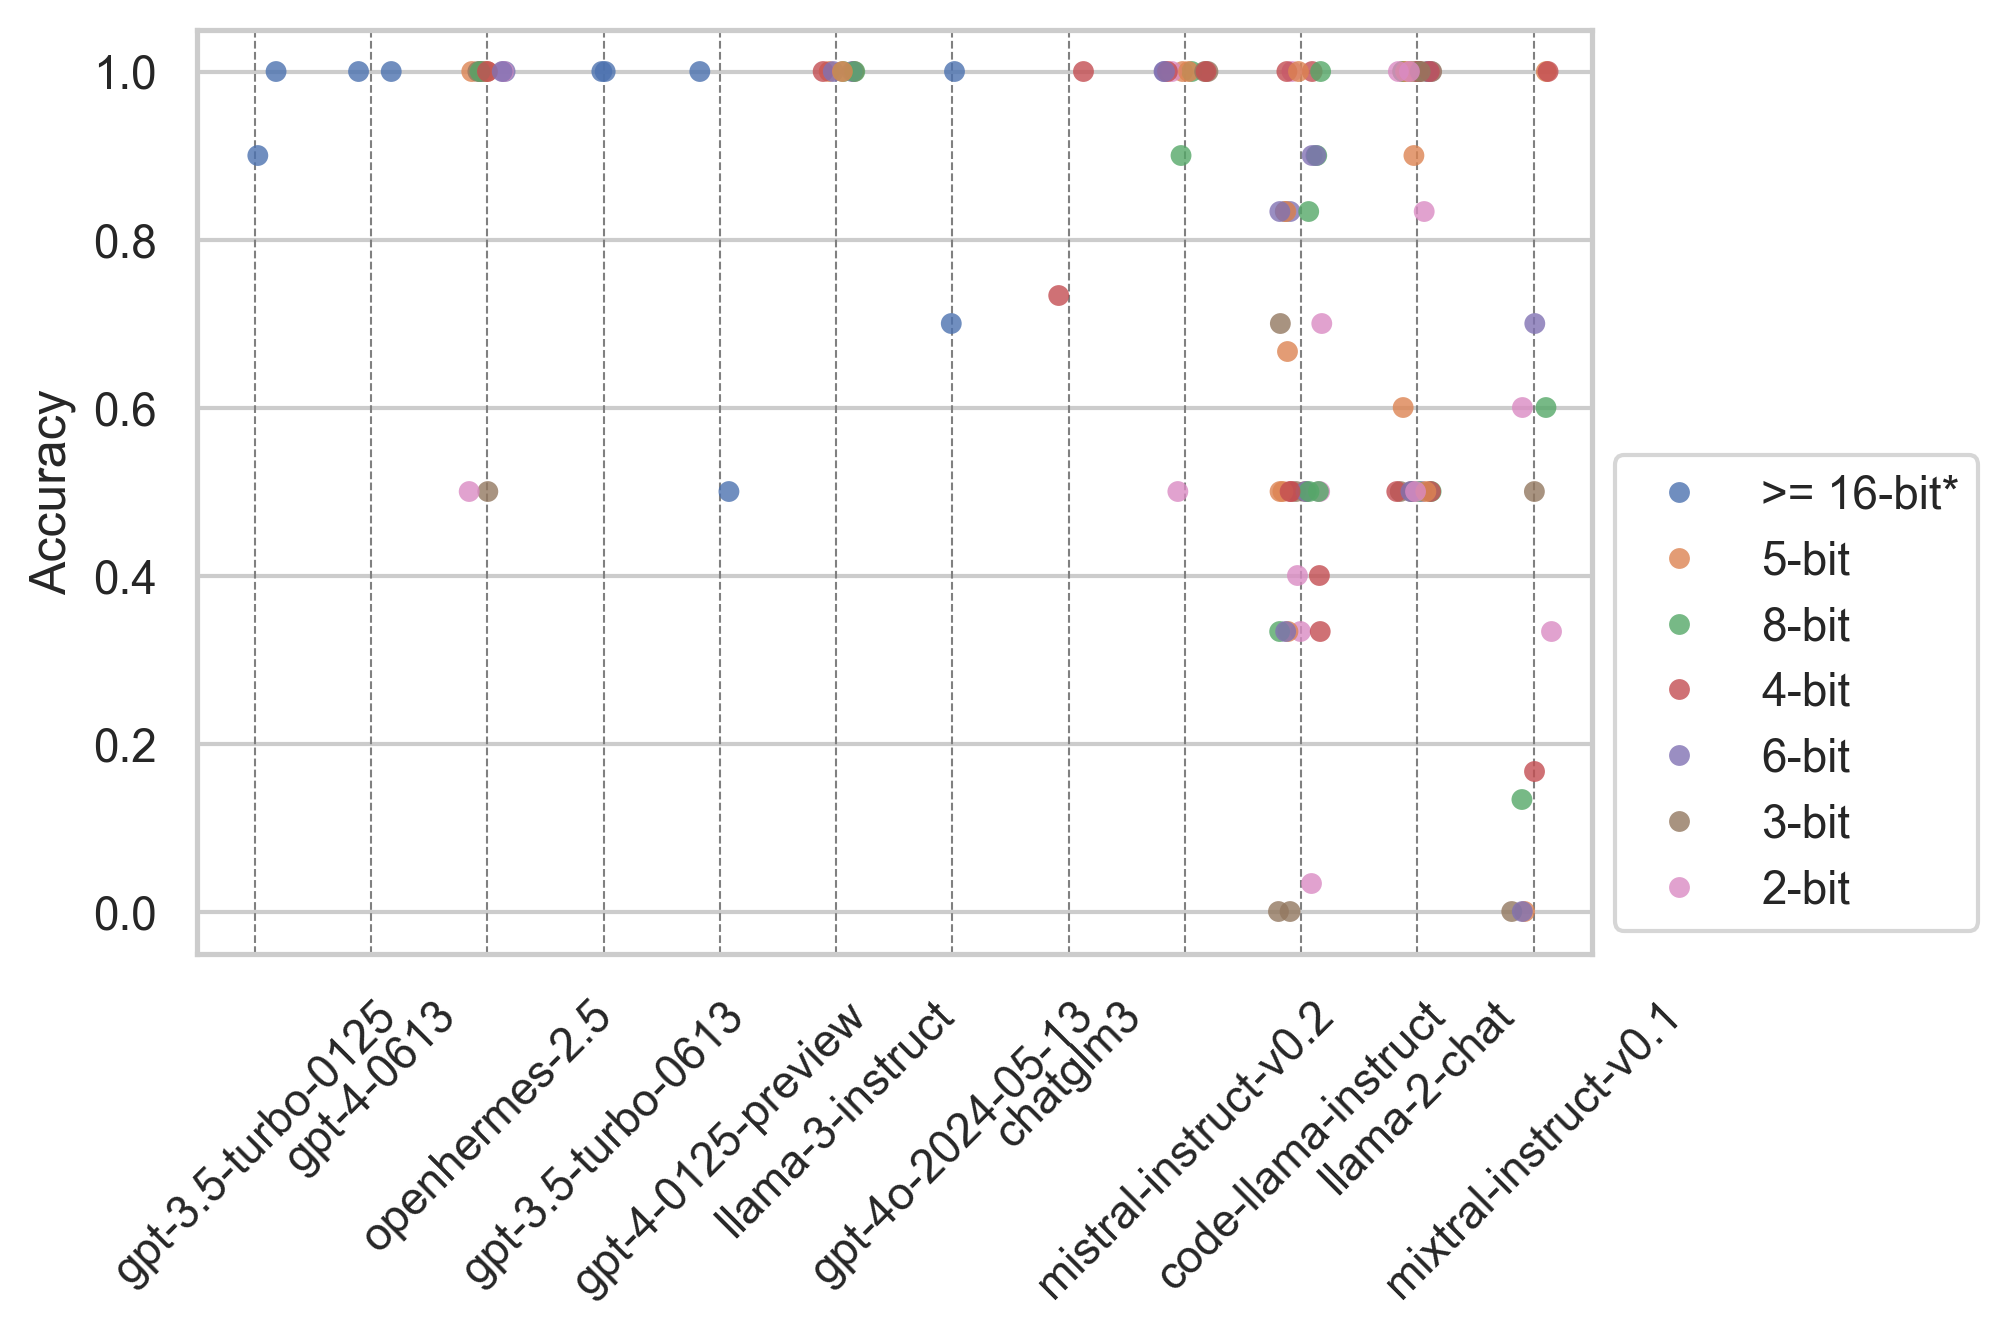 1.0
0.8
0.6
0.4
0.2
0.0
Accuracy
>= 16-bit*
5-bit
8-bit
4-bit
6-bit
3-bit
2-bit
gpt-3.5-turbo-0125
gpt-4-0613
openhermes-2.5
gpt-3.5-turbo-0613
gpt-4-0125-preview
llama-3-instruct
gpt-4o-2024-05-13
chatglm3
mistral-instruct-v0.2
code-llama-instruct
llama-2-chat
mixtral-instruct-v0.1